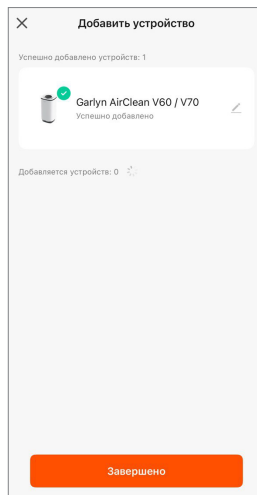 Добавить устройство
Успешно добавлено устройств: 1
Garlyn AirClean V60 / V70
Успешно добавлено
Добавляется устройств: 0
Завершено